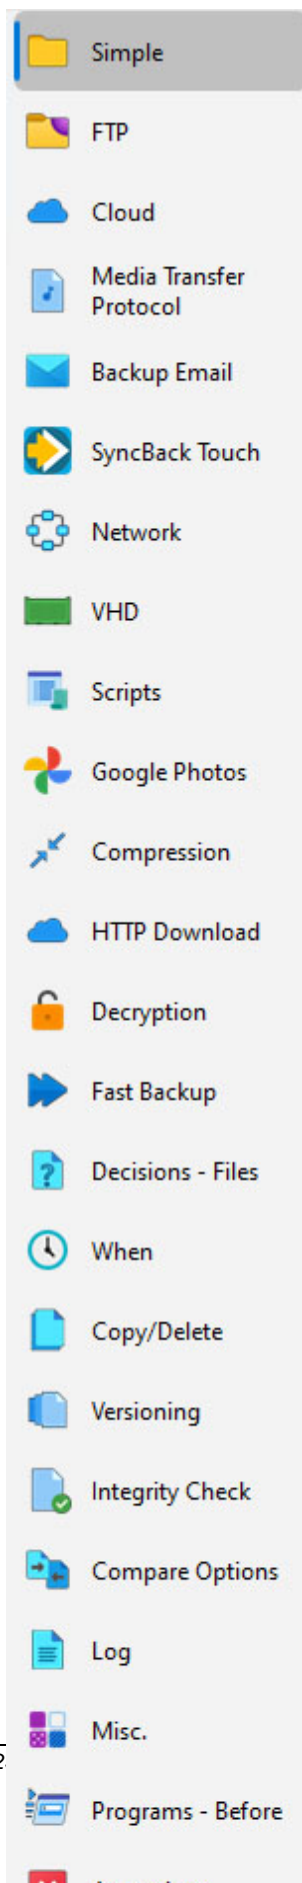 Simple
FTP
Cloud
Media Transfer
Protocol
Backup Email
SyncBack Touch
Network
VHD
Scripts
Google Photos
Compression
HTTP Download
Decryption
Fast Backup
Decisions - Files
When
Copy/Delete
Versioning
Integrity Check
Compare Options
Log
Misc.
2
Programs - Before